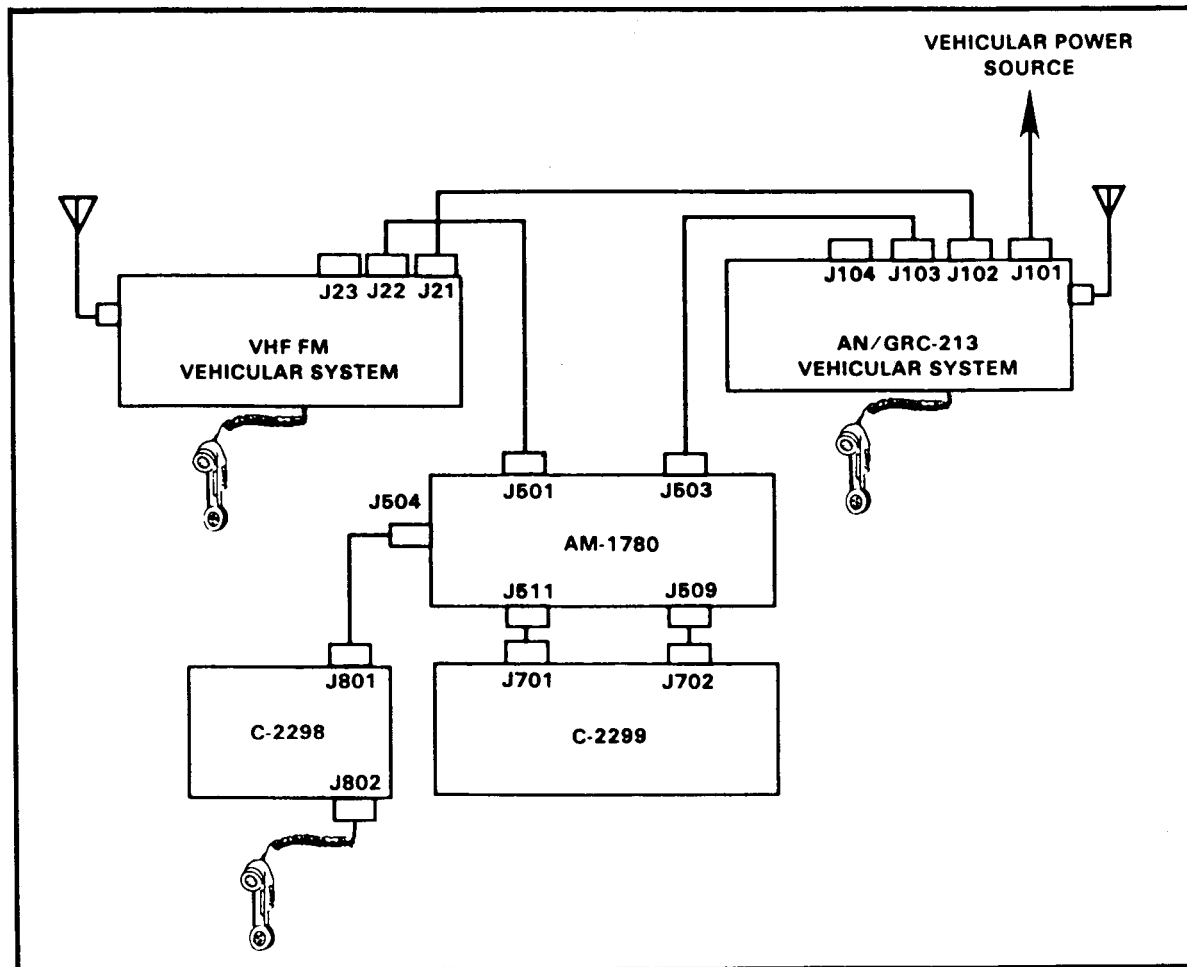 VEHICULAR POWER
SOURCE
J23 J22 J21
J104 J103 J102 J101
VHF FM
VEHICULAR SYSTEM
AN/GRC-213
VEHICULAR SYSTEM
J504
J501
J503
AM-1780
J511
J509
J801
J701
J702
C-2298
C-2299
J802